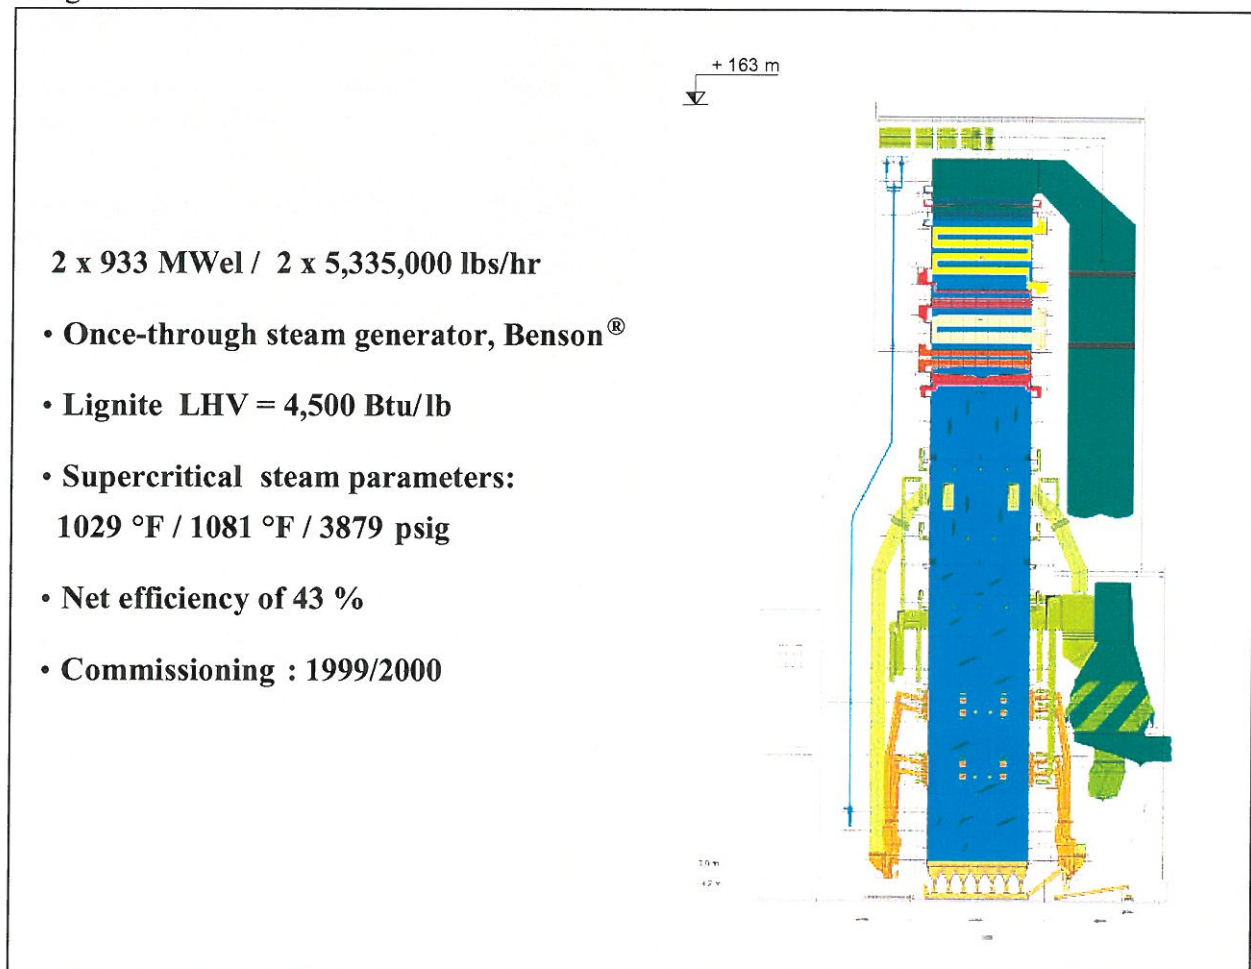 + 163 m
2 x 933 MWel / 2 x 5,335,000 lbs/hr
• Once-through steam generator, Benson®
• Lignite LHV = 4,500 Btu/lb
• Supercritical steam parameters:
1029 °F / 1081 °F / 3879 psig
• Net efficiency of 43 %
• Commissioning : 1999/2000